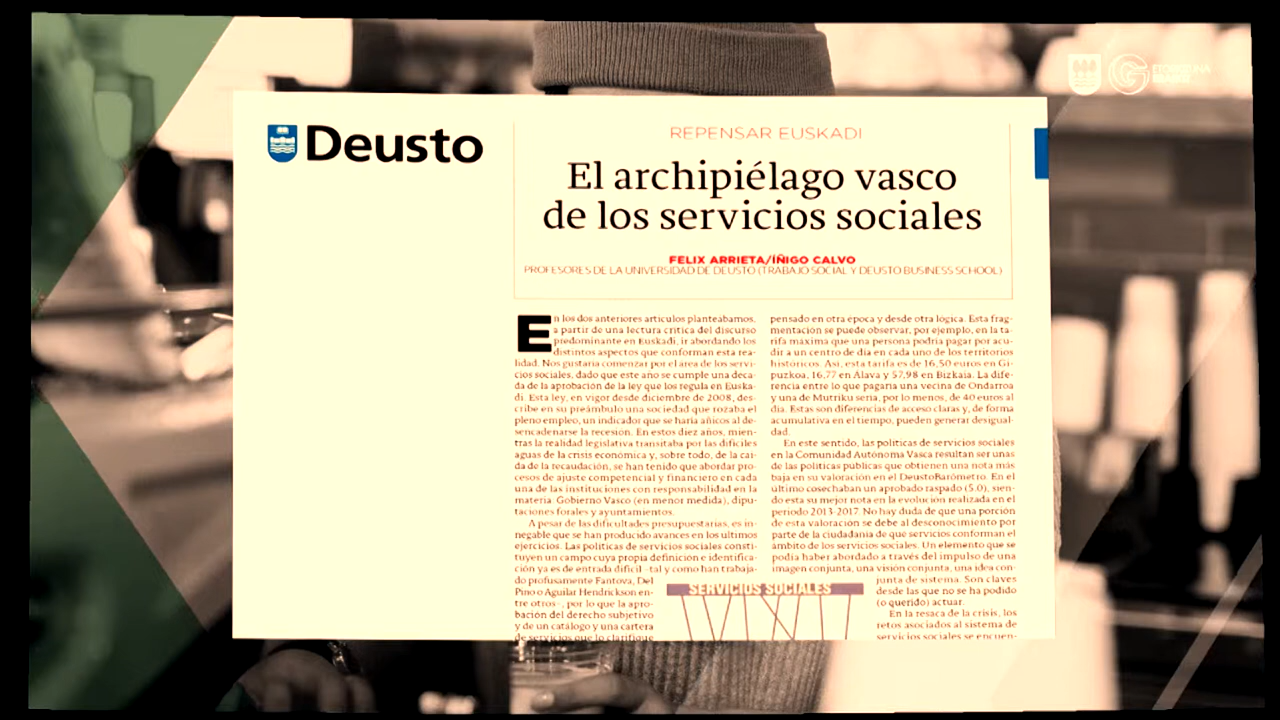 Deusto
REPENSAR EUSKADI
El archipiélago vasco
de los servicios sociales
FELIX ARRIETA/ÍÑIGO CALVO
PROFESORES DE LA UNIVERSIDAD DE DEUSTO (TRABAJO SOCIAL Y DEUSTO BUSINESS SCHOOL)
En los dos anteriores artículos planteabamos,
a partir de una lectura crítica del discurso
predominante en Euskadi, ir abordando los
distintos aspectos que conforman esta rea-
lidad. Nos gustaría comenzar por el área de los servi-
cios sociales, dado que este año se cumple una deca-
da de la aprobación de la ley que los regula en Euska-
di. Esta ley, en vigor desde diciembre de 2008, des-
cribe en su preámbulo una sociedad que rozaba el
pleno empleo, un indicador que se haría añicos al de-
sencadenarse la recesión. En estos diez años, mien-
tras la realidad legislativa transitaba por las difíciles
aguas de la crisis económica y, sobre todo, de la caí-
da de la recaudación, se han tenido que abordar pro-
cesos de ajuste competencial y financiero en cada
una de las instituciones con responsabilidad en la
materia. Gobierno Vasco (en menor medida), dipu-
taciones forales y ayuntamientos.
A pesar de las dificultades presupuestarias, es in-
negable que se han producido avances en los últimos
ejercicios. Las políticas de servicios sociales consti-
tuyen un campo cuya propia definición e identifica-
ción ya es de entrada difícil -tal y como han trabaja-
do profusamente Fantova, Del
Pino o Aguilar Hendrickson en-
tre otros-, por lo que la apro-
bación del derecho subjetivo
y de un catálogo y una cartera
de servicios que lo clarifique
pensado en otra época y desde otra lógica. Esta frag-
mentación se puede observar, por ejemplo, en la ta-
rifa máxima que una persona podría pagar por acu-
dir a un centro de día en cada uno de los territorios
históricos. Así, esta tarifa es de 16,50 euros en Gi-
puzkoa, 16,77 en Álava y 57,98 en Bizkaia. La dife-
rencia entre lo que pagaría una vecina de Ondarroa
y una de Mutriku sería, por lo menos, de 40 euros al
día. Estas son diferencias de acceso claras y, de forma
acumulativa en el tiempo, pueden generar desigual-
dad.
En este sentido, las políticas de servicios sociales
en la Comunidad Autónoma Vasca resultan ser unas
de las políticas públicas que obtienen una nota más
baja en su valoración en el DeustoBarómetro. En el
último cosechaban un aprobado raspado (5.0), sien-
do esta su mejor nota en la evolución realizada en el
periodo 2013-2017. No hay duda de que una porción
de esta valoración se debe al desconocimiento por
parte de la ciudadanía de qué servicios conforman el
ámbito de los servicios sociales. Un elemento que se
podía haber abordado a través del impulso de una
imagen conjunta, una visión conjunta, una idea con-
junta de sistema. Son claves
desde las que no se ha podido
(o querido) actuar.
En la resaca de la crisis, los
retos asociados al sistema de
servicios sociales se encuen-
SERVICIOS SOCIALES